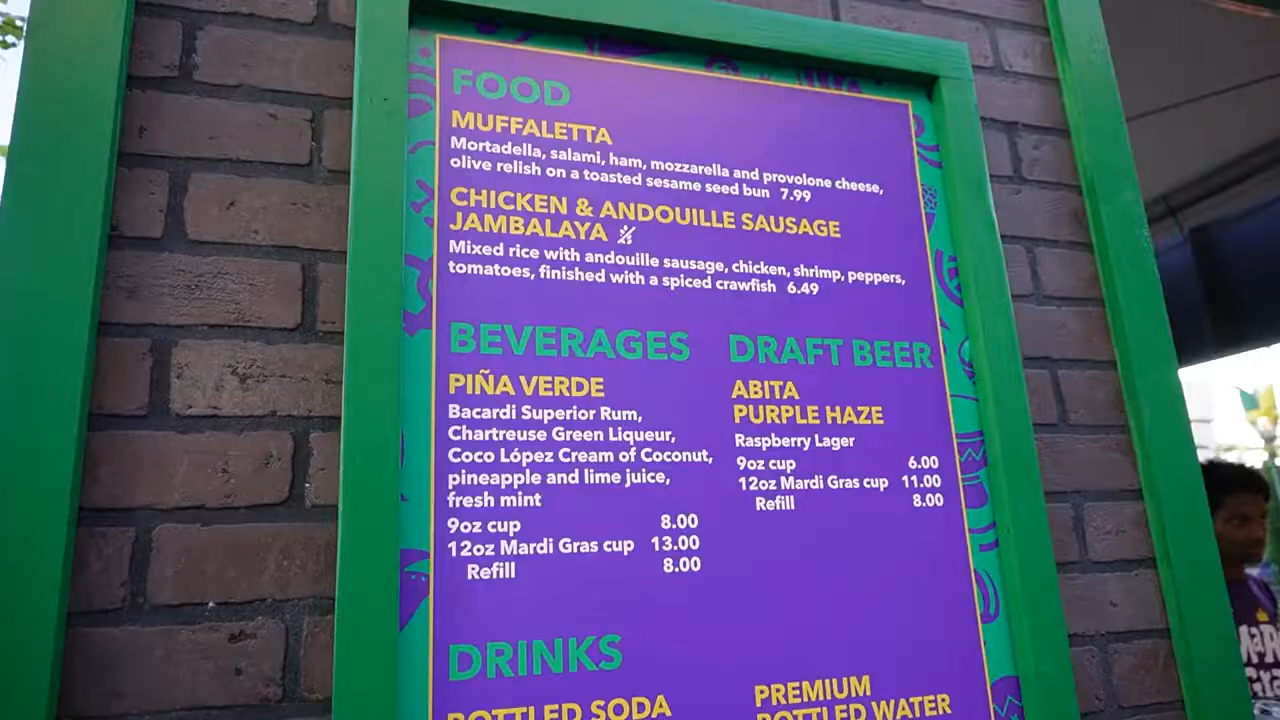 FOOD
MUFFALETTA
Mortadella, salami, ham, mozzarella and provolone cheese,
olive relish on a toasted sesame seed bun 7.99
CHICKEN & ANDOUILLE SAUSAGE
JAMBALAYA
Mixed rice with andouille sausage, chicken, shrimp, peppers,
tomatoes, finished with a spiced crawfish 6.49
BEVERAGES
PIÑA VERDE
Bacardi Superior Rum,
Chartreuse Green Liqueur,
Coco López Cream of Coconut,
pineapple and lime juice,
fresh mint
9oz cup 8.00
12oz Mardi Gras cup 13.00
Refill 8.00
DRAFT BEER
ABITA
PURPLE HAZE
Raspberry Lager
9oz cup 6.00
12oz Mardi Gras cup 11.00
Refill 8.00
DRINKS
BOTTLED SODA
PREMIUM
BOTTLED WATER